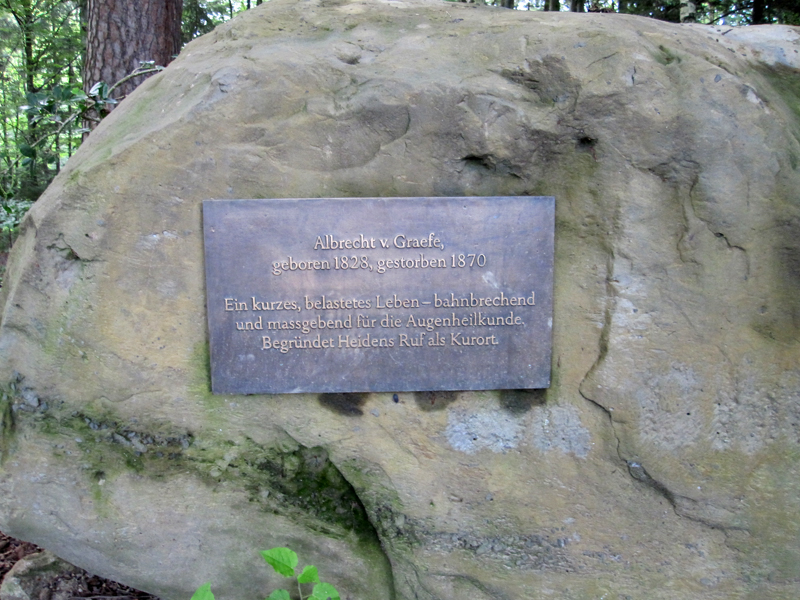 Albrecht v. Graefe,
geboren 1828, gestorben 1870
Ein kurzes, belastetes Leben – bahnbrechend
und massgebend für die Augenheilkunde.
Begründet Heidens Ruf als Kurort.